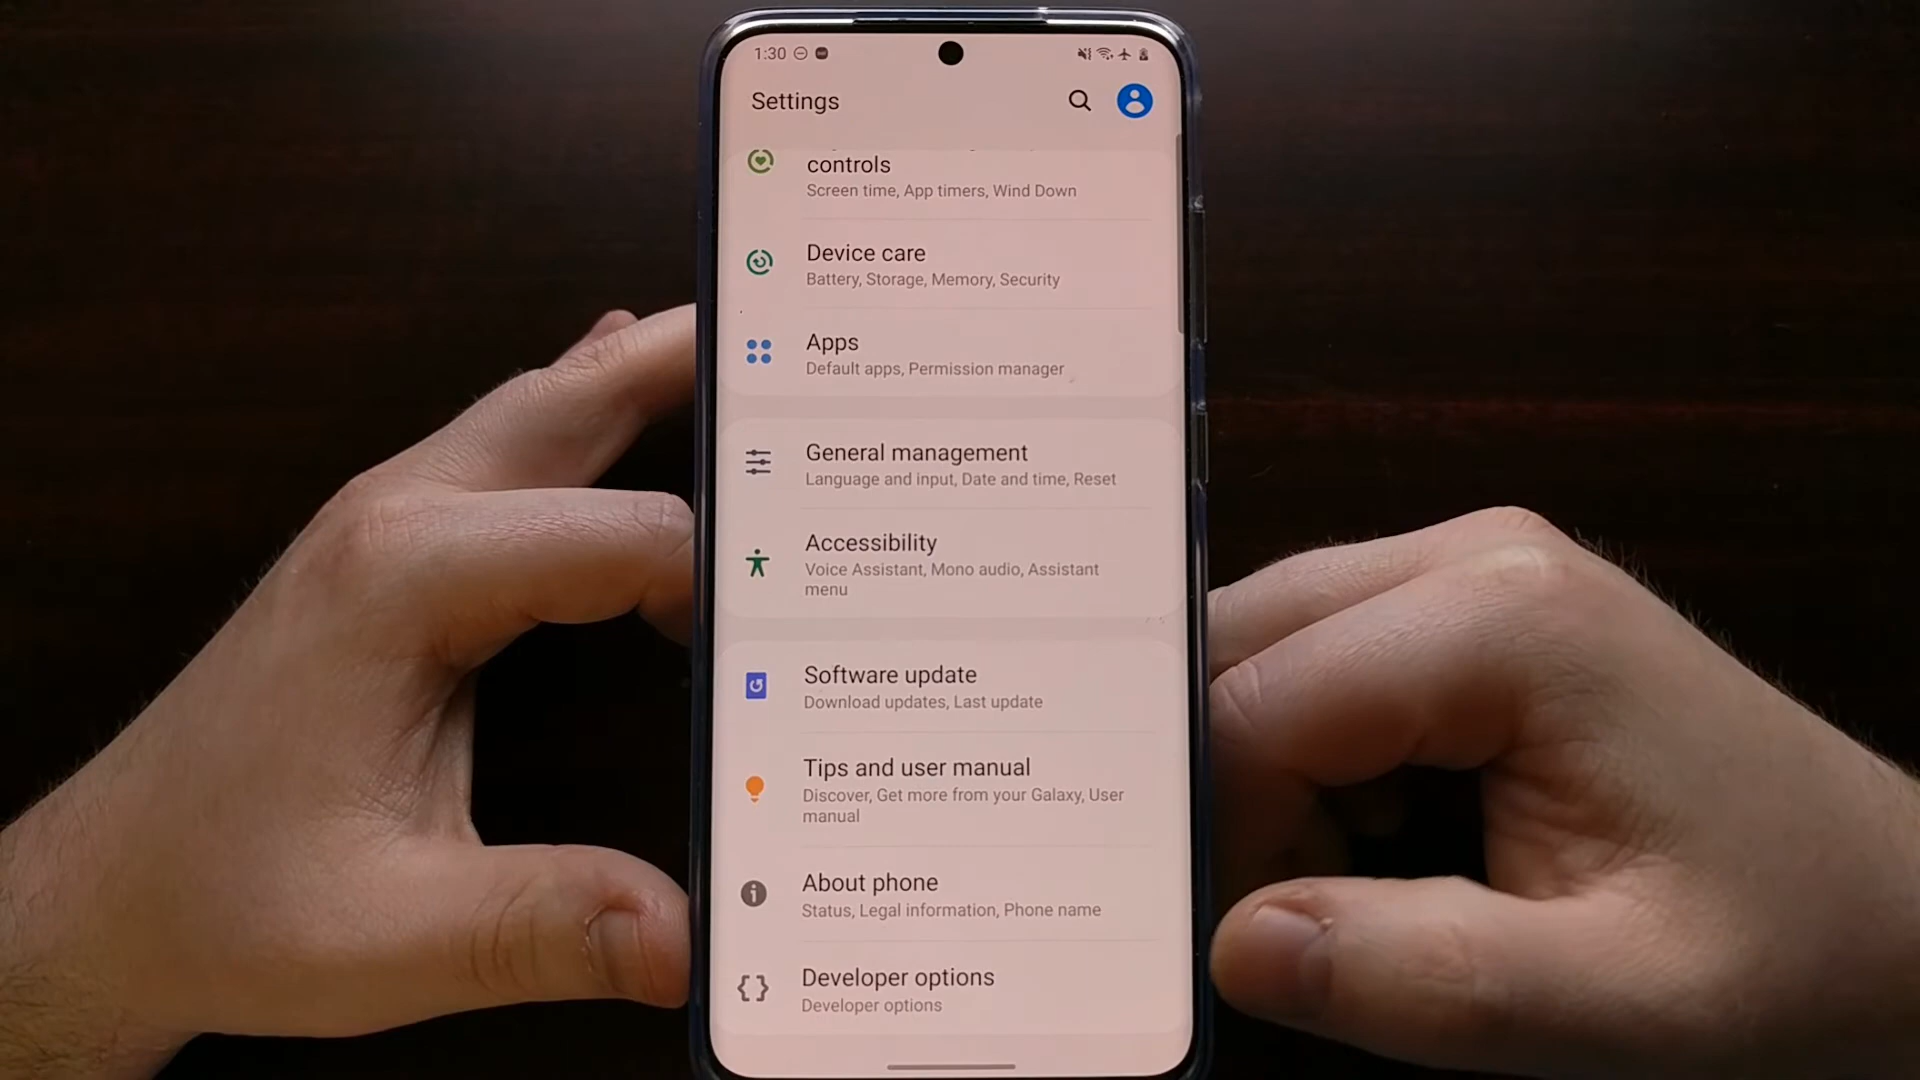 1:30
Settings
controls
Screen time, App timers, Wind Down
Device care
Battery, Storage, Memory, Security
Apps
Default apps, Permission manager
General management
Language and input, Date and time, Reset
Accessibility
Voice Assistant, Mono audio, Assistant
menu
Software update
Download updates, Last update
Tips and user manual
Discover, Get more from your Galaxy, User
manual
About phone
Status, Legal information, Phone name
Developer options
Developer options